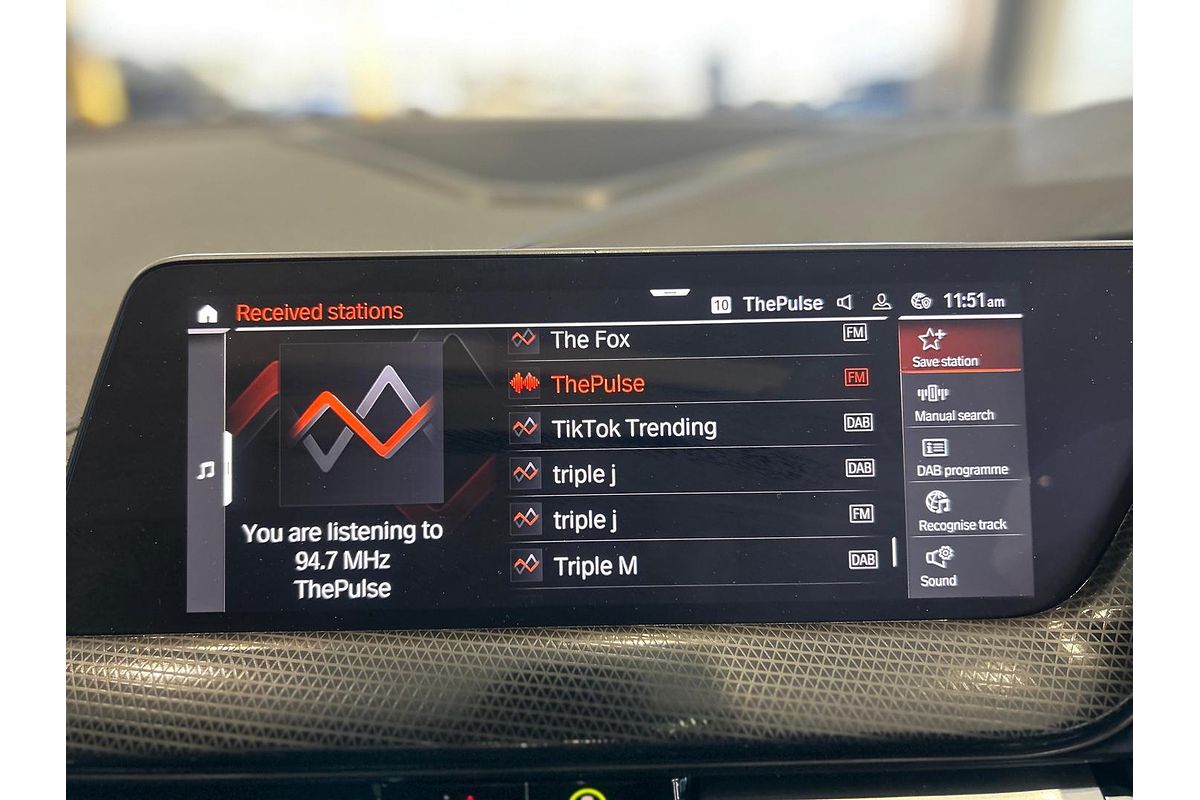 Received stations
10 ThePulse 11:51am
The Fox FM
ThePulse FM
TikTok Trending DAB
triple j DAB
triple j FM
Triple M DAB
You are listening to
94.7 MHz
ThePulse
Save station
Manual search
DAB programme
Recognise track
Sound